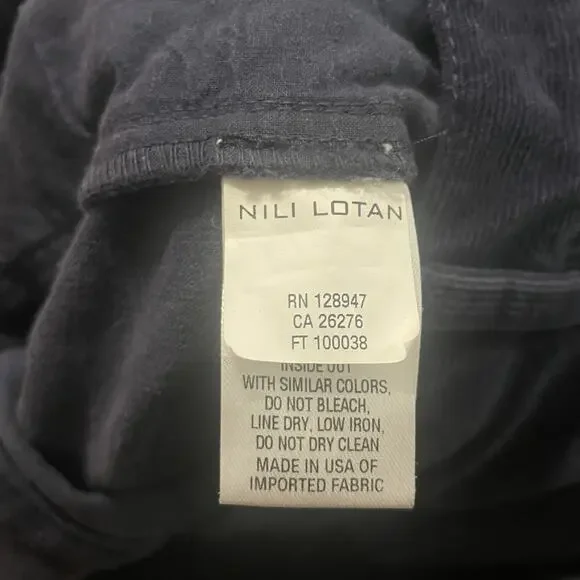 NILI LOTAN
RN 128947
CA 26276
FT 100038
INSIDE OUT
WITH SIMILAR COLORS,
DO NOT BLEACH,
LINE DRY, LOW IRON,
DO NOT DRY CLEAN
MADE IN USA OF
IMPORTED FABRIC